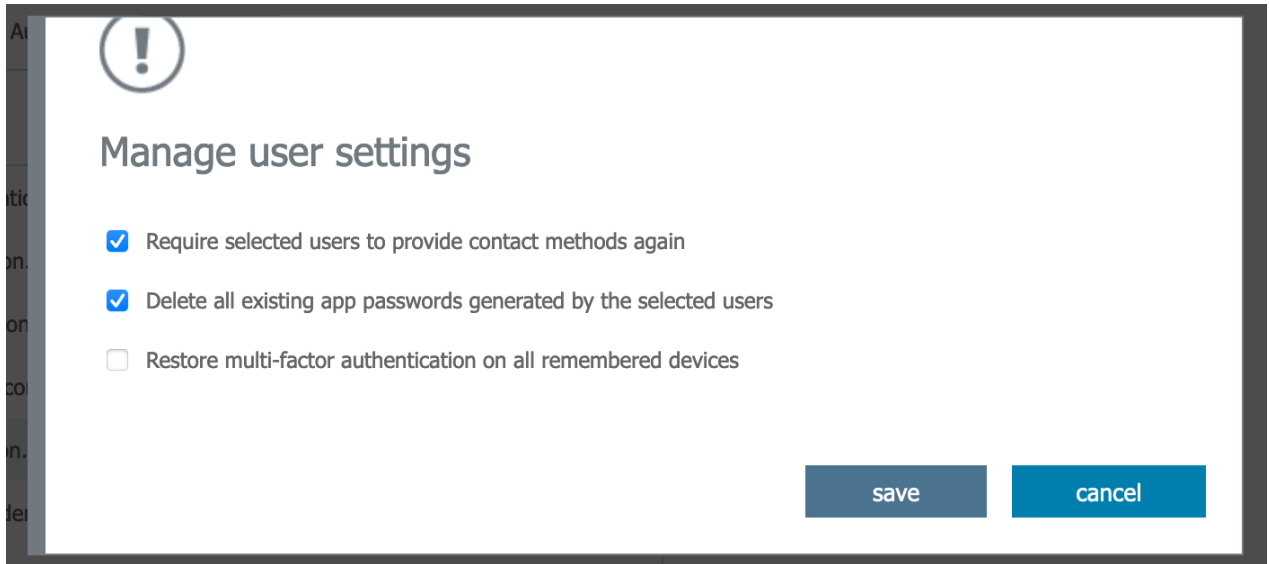 Manage user settings
Require selected users to provide contact methods again
Delete all existing app passwords generated by the selected users
Restore multi-factor authentication on all remembered devices
save cancel